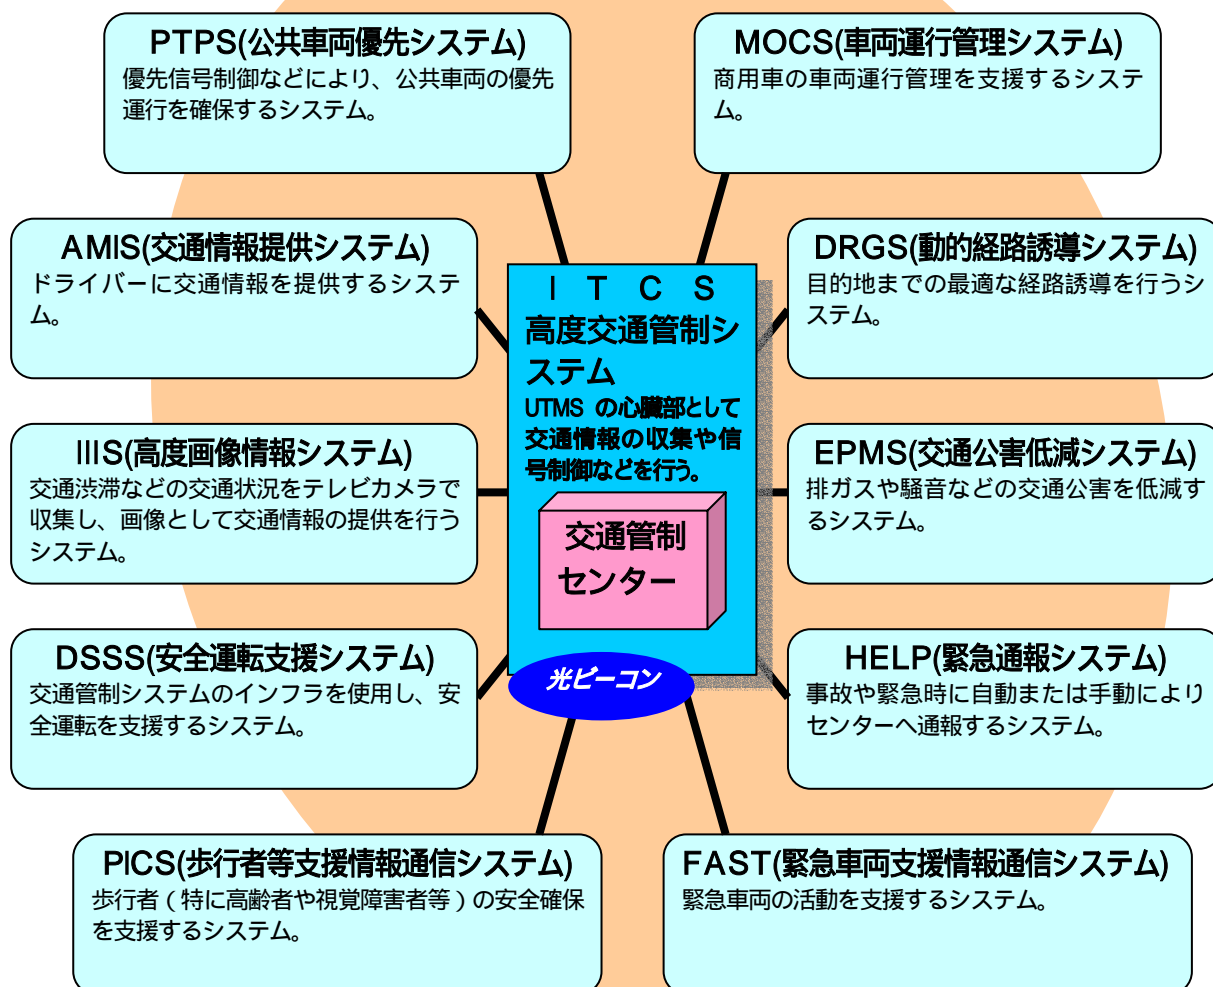 PTPS(公共車両優先システム)
優先信号制御などにより、公共車両の優先
運行を確保するシステム。
MOCS(車両運行管理システム)
商用車の車両運行管理を支援するシステ
ム。
AMIS(交通情報提供システム)
ドライバーに交通情報を提供するシステ
ム。
DRGS(動的経路誘導システム)
目的地までの最適な経路誘導を行うシ
ステム。
ITCS
高度交通管制シ
ステム
UTMS の心臓部として
交通情報の収集や信
号制御などを行う。
交通管制
センター
光ビーコン
IIIS(高度画像情報システム)
交通渋滞などの交通状況をテレビカメラで
収集し、画像として交通情報の提供を行う
システム。
EPMS(交通公害低減システム)
排ガスや騒音などの交通公害を低減す
るシステム。
DSSS(安全運転支援システム)
交通管制システムのインフラを使用し、安
全運転を支援するシステム。
HELP(緊急通報システム)
事故や緊急時に自動または手動により
センターへ通報するシステム。
PICS(歩行者等支援情報通信システム)
歩行者(特に高齢者や視覚障害者等)の安全確保
を支援するシステム。
FAST(緊急車両支援情報通信システム)
緊急車両の活動を支援するシステム。